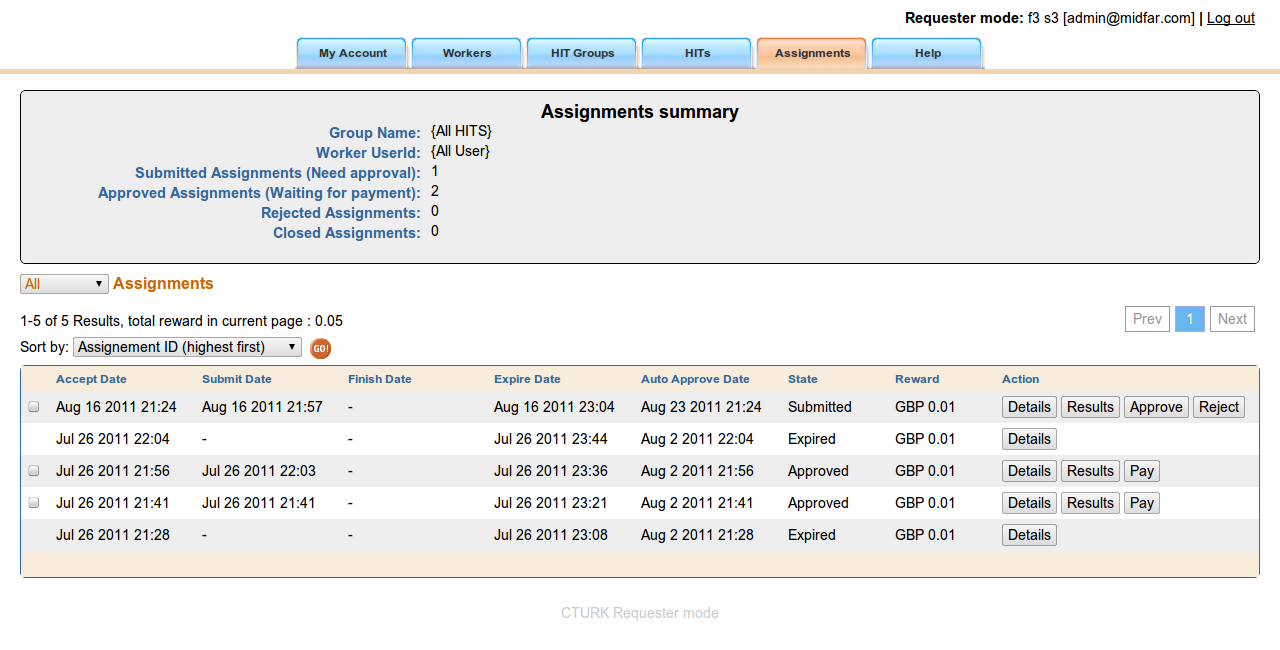 Requester mode: f3 s3 [admin@midfar.com] | Log out
My Account Workers HIT Groups HITs Assignments Help
Assignments summary
Group Name: {All HITS}
Worker UserId: {All User}
Submitted Assignments (Need approval): 1
Approved Assignments (Waiting for payment): 2
Rejected Assignments: 0
Closed Assignments: 0
All Assignments
1-5 of 5 Results, total reward in current page : 0.05
Prev 1 Next
Sort by: Assignement ID (highest first) GO!
Accept Date Submit Date Finish Date Expire Date Auto Approve Date State Reward Action
Aug 16 2011 21:24 Aug 16 2011 21:57 - Aug 16 2011 23:04 Aug 23 2011 21:24 Submitted GBP 0.01 Details Results Approve Reject
Jul 26 2011 22:04 - - Jul 26 2011 23:44 Aug 2 2011 22:04 Expired GBP 0.01 Details
Jul 26 2011 21:56 Jul 26 2011 22:03 - Jul 26 2011 23:36 Aug 2 2011 21:56 Approved GBP 0.01 Details Results Pay
Jul 26 2011 21:41 Jul 26 2011 21:41 - Jul 26 2011 23:21 Aug 2 2011 21:41 Approved GBP 0.01 Details Results Pay
Jul 26 2011 21:28 - - Jul 26 2011 23:08 Aug 2 2011 21:28 Expired GBP 0.01 Details
CTURK Requester mode